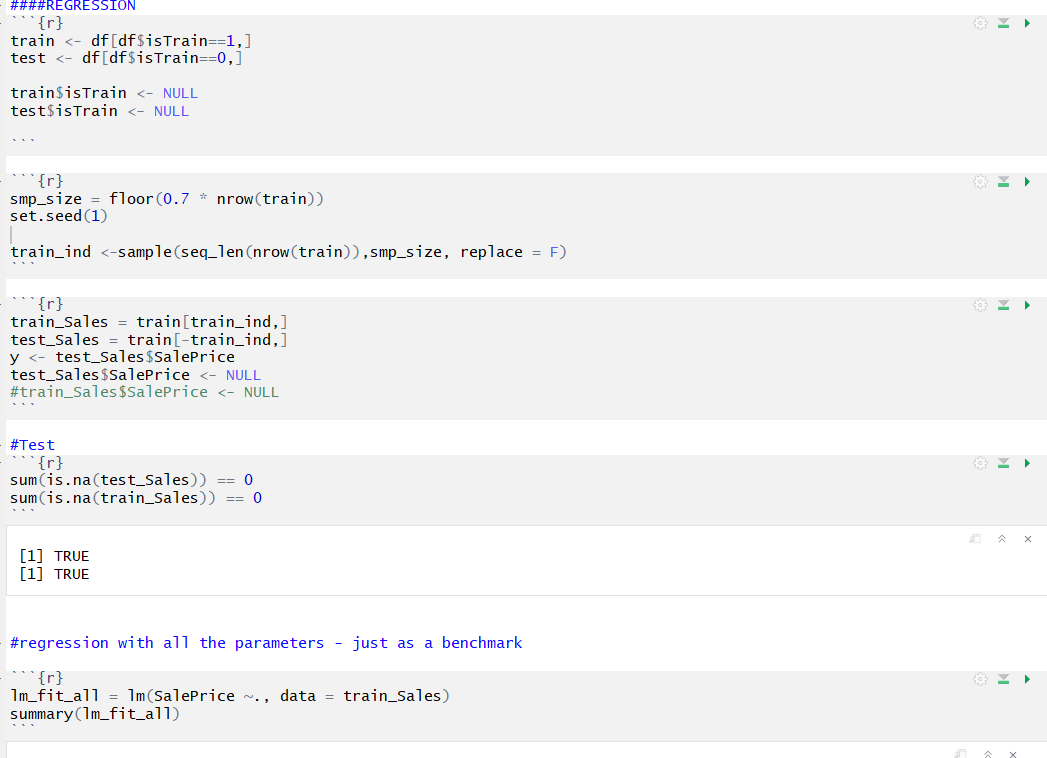 ####REGRESSION
```{r}
train <- df[df$isTrain==1,]
test <- df[df$isTrain==0,]
train$isTrain <- NULL
test$isTrain <- NULL
```
```{r}
smp_size = floor(0.7 * nrow(train))
set.seed(1)
train_ind <-sample(seq_len(nrow(train)),smp_size, replace = F)
```
```{r}
train_Sales = train[train_ind,]
test_Sales = train[-train_ind,]
y <- test_Sales$SalePrice
test_Sales$SalePrice <- NULL
#train_Sales$SalePrice <- NULL
```
#Test
```{r}
sum(is.na(test_Sales)) == 0
sum(is.na(train_Sales)) == 0
```
[1] TRUE
[1] TRUE
#regression with all the parameters - just as a benchmark
```{r}
lm_fit_all = lm(SalePrice ~., data = train_Sales)
summary(lm_fit_all)
```